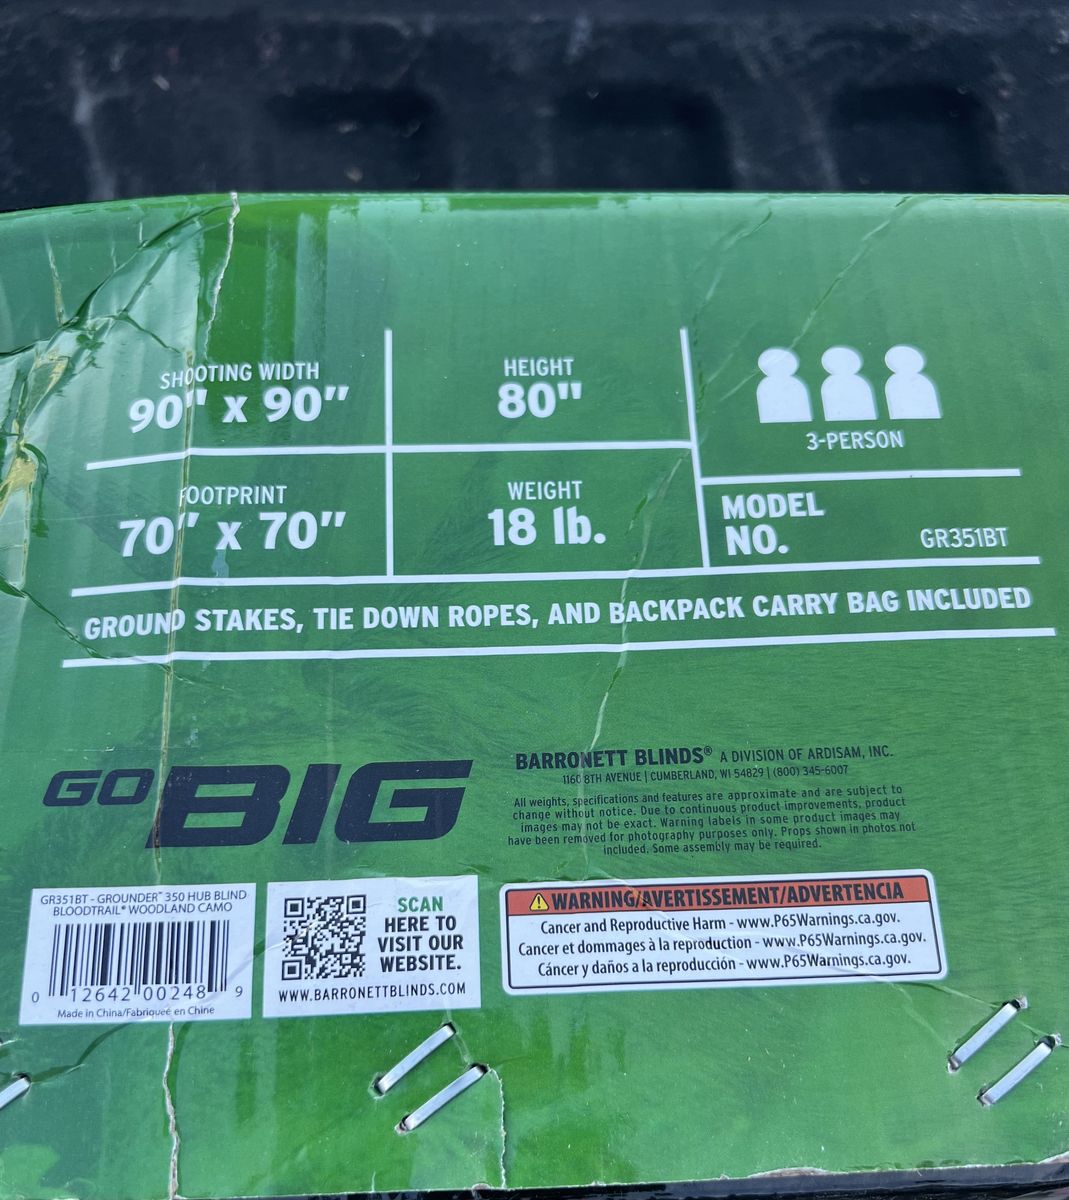 SHOOTING WIDTH
90" x 90"
HEIGHT
80"
3-PERSON
FOOTPRINT
70" x 70"
WEIGHT
18 lb.
MODEL
NO.
GR351BT
GROUND STAKES, TIE DOWN ROPES, AND BACKPACK CARRY BAG INCLUDED
GO BIG
BARRONETT BLINDS® A DIVISION OF ARDISAM, INC.
1160 8TH AVENUE | CUMBERLAND, WI 54829 | (800) 345-6007
All weights, specifications and features are approximate and are subject to
change without notice. Due to continuous product improvements, product
images may not be exact. Warning labels in some product images may
have been removed for photography purposes only. Props shown in photos not
included. Some assembly may be required.
GR351BT - GROUNDER™ 350 HUB BLIND
BLOODTRAIL® WOODLAND CAMO
0 12642 00248 9
Made in China/Fabriqueé en Chine
SCAN
HERE TO
VISIT OUR
WEBSITE.
WWW.BARRONETTBLINDS.COM
WARNING/AVERTISSEMENT/ADVERTENCIA
Cancer and Reproductive Harm - www.P65Warnings.ca.gov.
Cancer et dommages à la reproduction - www.P65Warnings.ca.gov.
Cáncer y daños a la reproducción - www.P65Warnings.ca.gov.